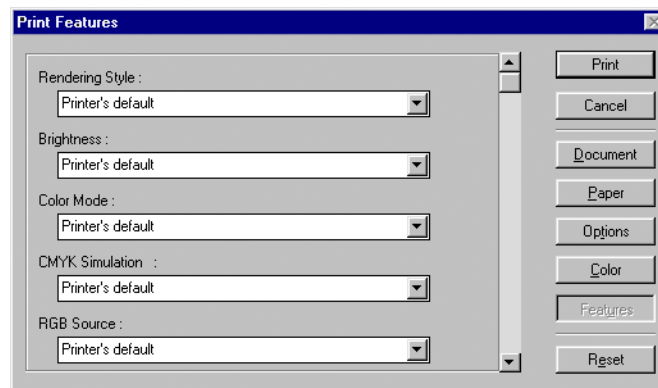 Print Features
Rendering Style :
Printer's default
Brightness :
Printer's default
Color Mode :
Printer's default
CMYK Simulation :
Printer's default
RGB Source :
Printer's default
Print
Cancel
Document
Paper
Options
Color
Features
Reset